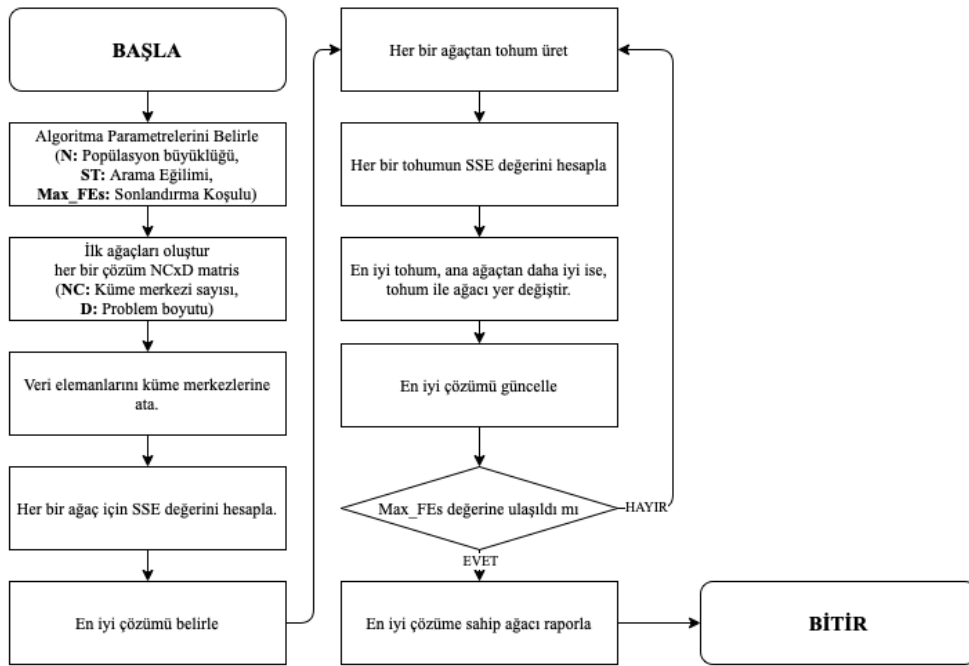 BAŞLA
Algoritma Parametrelerini Belirle
(N: Popülasyon büyüklüğü,
ST: Arama Eğilimi,
Max_FEs: Sonlandırma Koşulu)
İlk ağaçları oluştur
her bir çözüm NCxD matris
(NC: Küme merkezi sayısı,
D: Problem boyutu)
Veri elemanlarını küme merkezlerine
ata.
Her bir ağaç için SSE değerini hesapla.
En iyi çözümü belirle
Her bir ağaçtan tohum üret
Her bir tohumun SSE değerini hesapla
En iyi tohum, ana ağaçtan daha iyi ise,
tohum ile ağacı yer değiştir.
En iyi çözümü güncelle
Max_FEs değerine ulaşıldı mı
HAYIR
EVET
En iyi çözüme sahip ağacı raporla
BİTİR